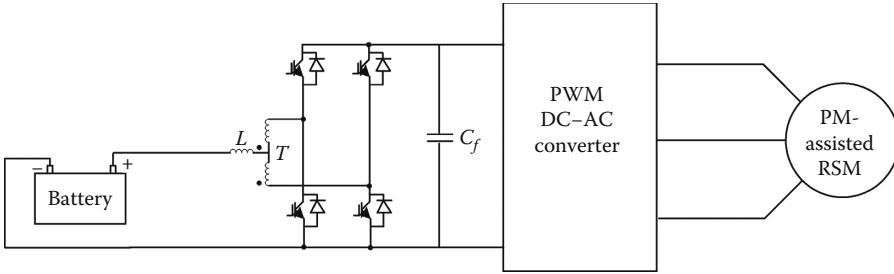 L
T
−
+
Battery
C_f
PWM
DC–AC
converter
PM-
assisted
RSM